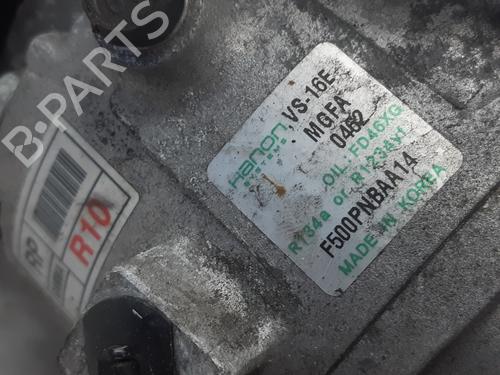 B-PARTS
Hanon
VS-16E
MGFA
0462
OIL: FD46XG
R134a or R1234yf
F500PNBAA14
MADE IN KOREA
R10